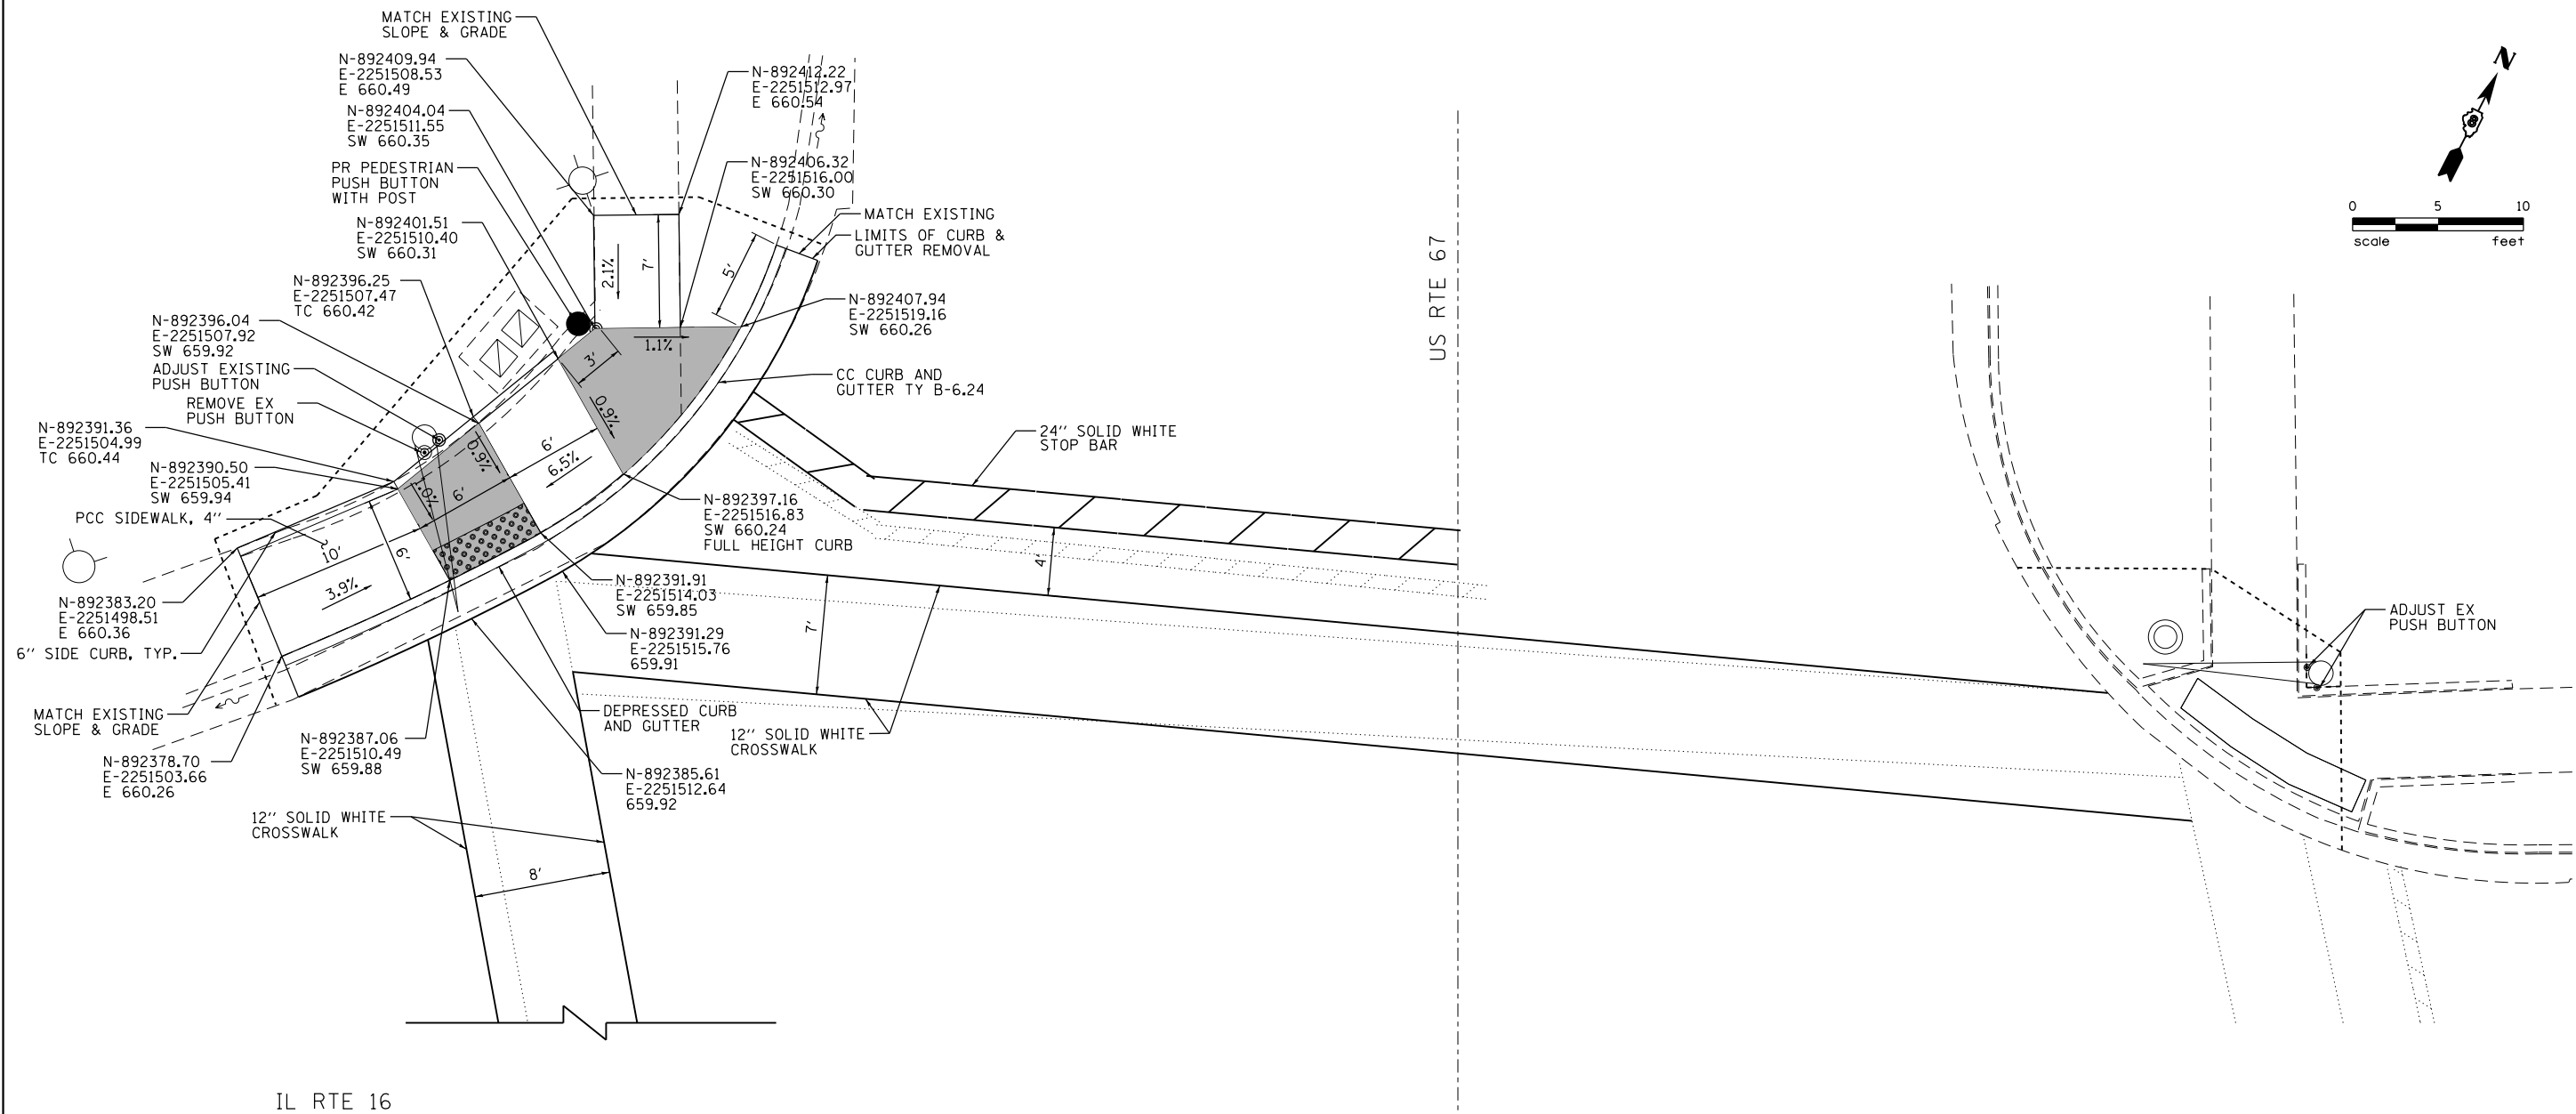 MATCH EXISTING
SLOPE & GRADE
N-892409.94
E-2251508.53
E 660.49
N-892404.04
E-2251511.55
SW 660.35
PR PEDESTRIAN
PUSH BUTTON
WITH POST
N-892401.51
E-2251510.40
SW 660.31
N-892396.25
E-2251507.47
TC 660.42
N-892396.04
E-2251507.92
SW 659.92
ADJUST EXISTING
PUSH BUTTON
REMOVE EX
PUSH BUTTON
N-892391.36
E-2251504.99
TC 660.44
N-892390.50
E-2251505.41
SW 659.94
PCC SIDEWALK, 4"
N-892383.20
E-2251498.51
E 660.36
6" SIDE CURB, TYP.
MATCH EXISTING
SLOPE & GRADE
N-892378.70
E-2251503.66
E 660.26
N-892387.06
E-2251510.49
SW 659.88
12" SOLID WHITE
CROSSWALK
N-892412.22
E-2251512.97
E 660.54
N-892406.32
E-2251516.00
SW 660.30
MATCH EXISTING
LIMITS OF CURB &
GUTTER REMOVAL
N-892407.94
E-2251519.16
SW 660.26
CC CURB AND
GUTTER TY B-6.24
24" SOLID WHITE
STOP BAR
N-892397.16
E-2251516.83
SW 660.24
FULL HEIGHT CURB
N-892391.91
E-2251514.03
SW 659.85
N-892391.29
E-2251515.76
659.91
DEPRESSED CURB
AND GUTTER
12" SOLID WHITE
CROSSWALK
N-892385.61
E-2251512.64
659.92
2.1%
7'
5'
1.1%
3'
0.9%
6'
6.5%
0.9%
6'
10'
6'
3.9%
4'
7'
8'
US RTE 67
IL RTE 16
ADJUST EX
PUSH BUTTON
N
8
0 5 10
scale feet